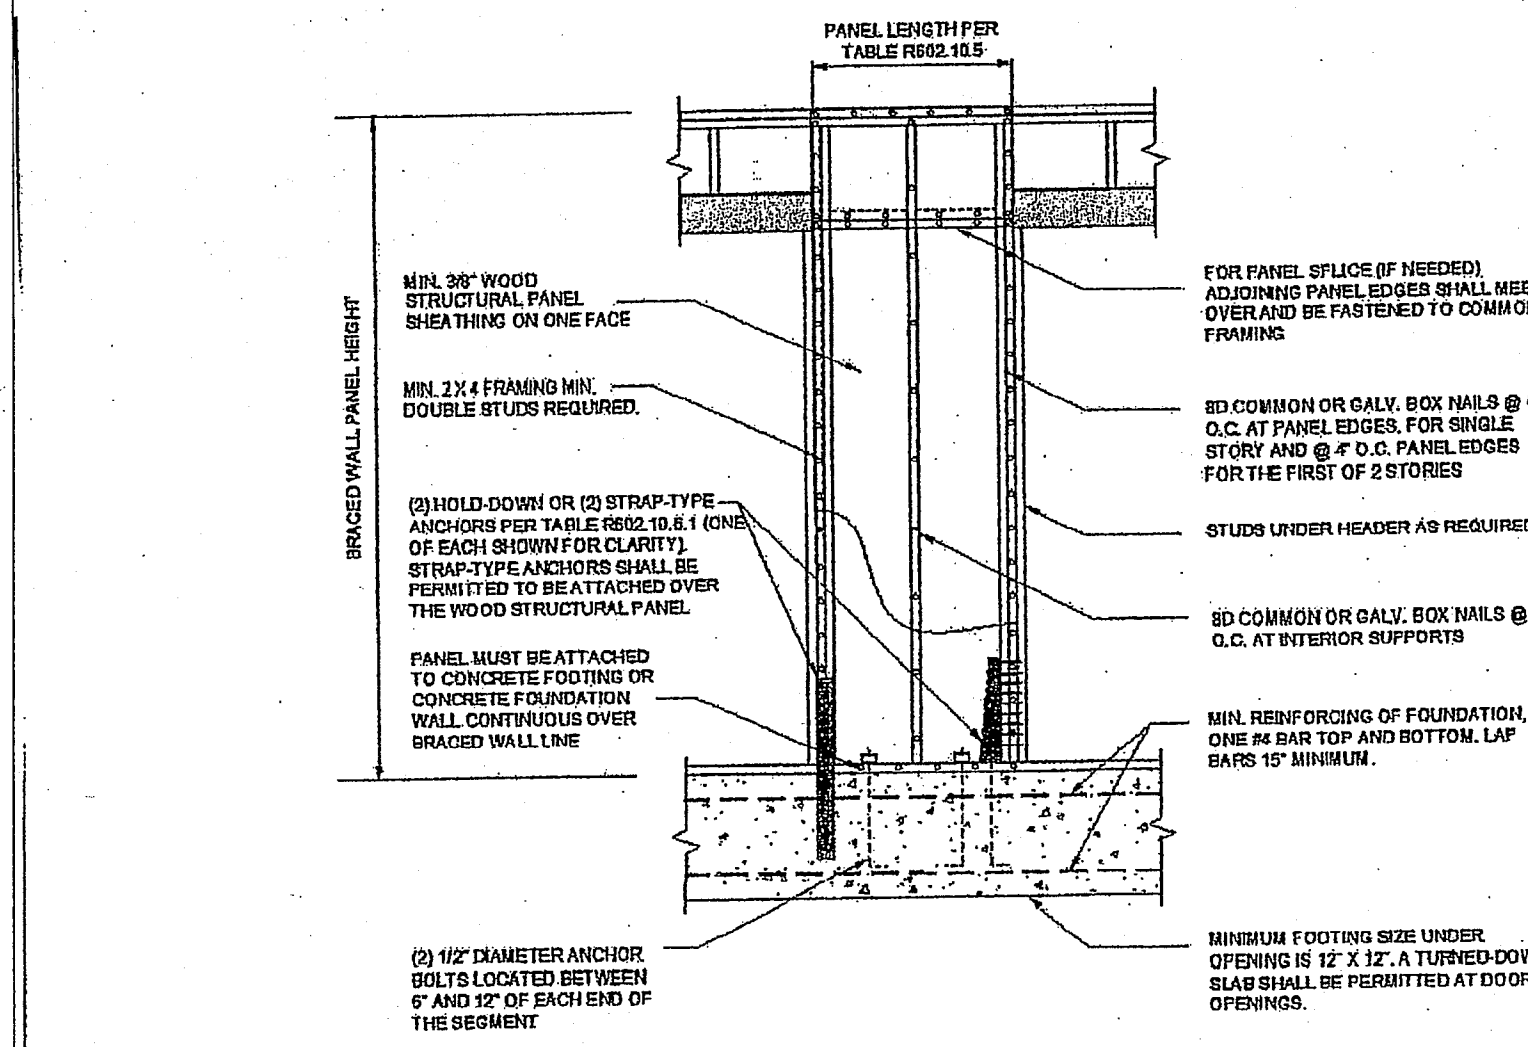 PANEL LENGTH PER
TABLE R602.10.5
BRACED WALL PANEL HEIGHT
MIN. 3/8" WOOD
STRUCTURAL PANEL
SHEATHING ON ONE FACE
MIN. 2 X 4 FRAMING MIN.
DOUBLE STUDS REQUIRED.
(2) HOLD-DOWN OR (2) STRAP-TYPE
ANCHORS PER TABLE R602.10.6.1 (ONE
OF EACH SHOWN FOR CLARITY).
STRAP-TYPE ANCHORS SHALL BE
PERMITTED TO BE ATTACHED OVER
THE WOOD STRUCTURAL PANEL
PANEL MUST BE ATTACHED
TO CONCRETE FOOTING OR
CONCRETE FOUNDATION
WALL CONTINUOUS OVER
BRACED WALL LINE
(2) 1/2" DIAMETER ANCHOR
BOLTS LOCATED BETWEEN
6" AND 12" OF EACH END OF
THE SEGMENT
FOR PANEL SPLICE (IF NEEDED)
ADJOINING PANEL EDGES SHALL MEE
OVER AND BE FASTENED TO COMMO
FRAMING
8D COMMON OR GALV. BOX NAILS @
O.C. AT PANEL EDGES. FOR SINGLE
STORY AND @ 4" O.C. PANEL EDGES
FOR THE FIRST OF 2 STORIES
STUDS UNDER HEADER AS REQUIRED
8D COMMON OR GALV. BOX NAILS @
O.C. AT INTERIOR SUPPORTS
MIN. REINFORCING OF FOUNDATION,
ONE #4 BAR TOP AND BOTTOM. LAP
BARS 15" MINIMUM.
MINIMUM FOOTING SIZE UNDER
OPENING IS 12" X 12". A TURNED-DOW
SLAB SHALL BE PERMITTED AT DOOR
OPENINGS.